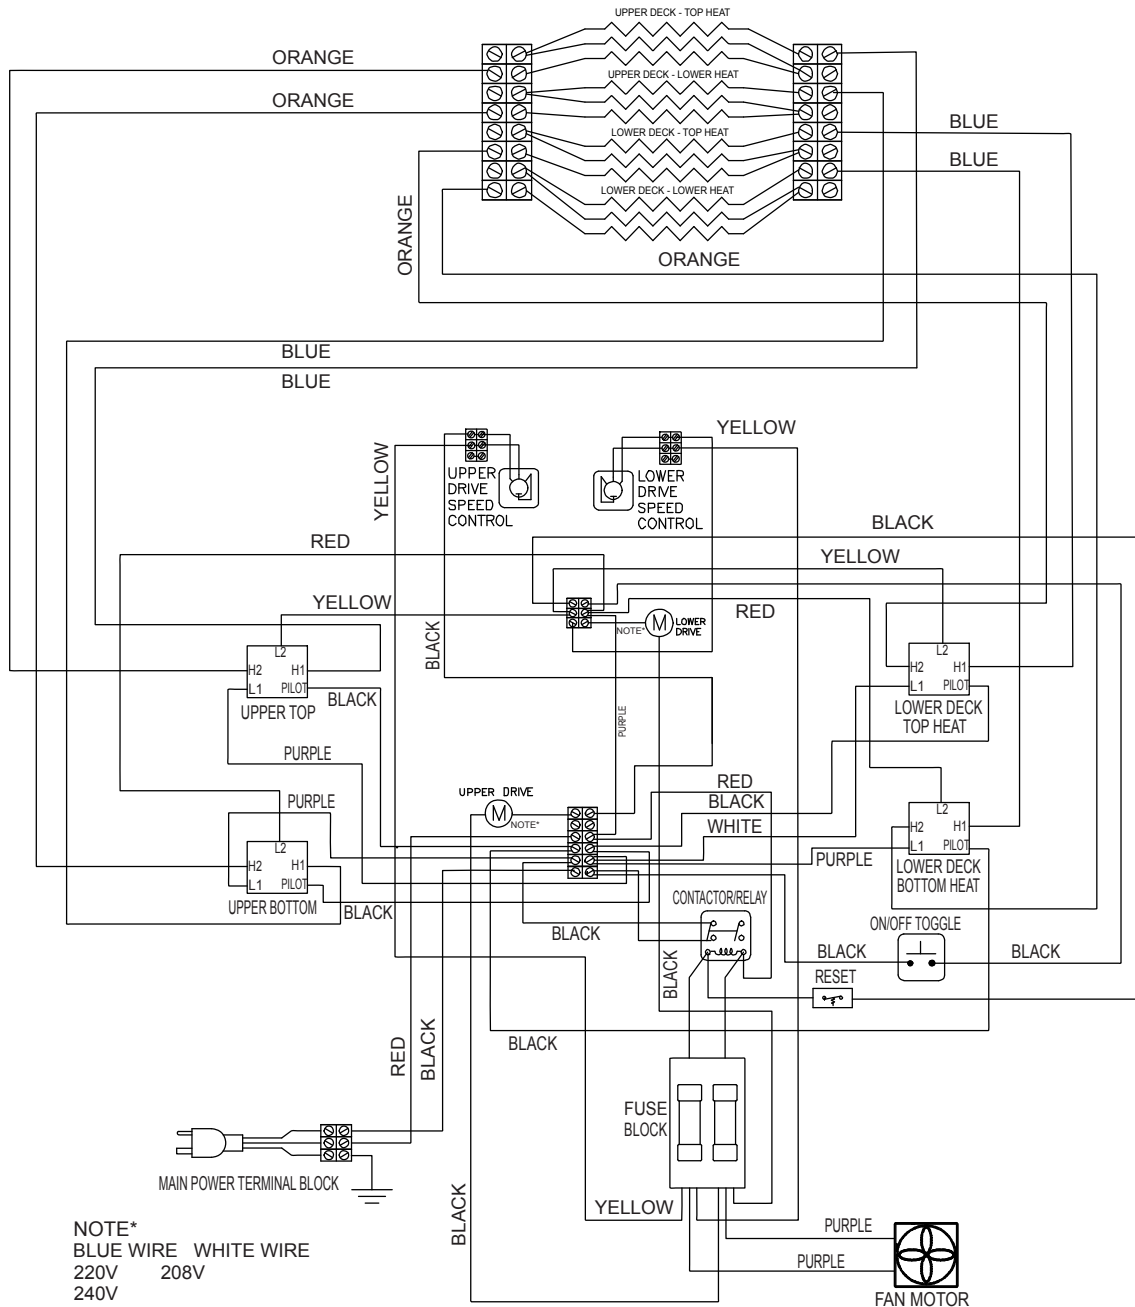 UPPER DECK - TOP HEAT
ORANGE
UPPER DECK - LOWER HEAT
ORANGE
LOWER DECK - TOP HEAT
BLUE
BLUE
LOWER DECK - LOWER HEAT
ORANGE
ORANGE
BLUE
BLUE
YELLOW
YELLOW
UPPER
DRIVE
SPEED
CONTROL
LOWER
DRIVE
SPEED
CONTROL
BLACK
RED
YELLOW
YELLOW
RED
BLACK
NOTE*
M
LOWER
DRIVE
L2
H2
H1
L1
PILOT
UPPER TOP
BLACK
PURPLE
L2
H2
H1
L1
PILOT
LOWER DECK
TOP HEAT
PURPLE
RED
UPPER DRIVE
M
NOTE*
BLACK
PURPLE
WHITE
L2
H2
H1
L1
PILOT
UPPER BOTTOM
BLACK
PURPLE
L2
H2
H1
L1
PILOT
LOWER DECK
BOTTOM HEAT
CONTACTOR/RELAY
ON/OFF TOGGLE
BLACK
BLACK
BLACK
BLACK
RESET
RED
BLACK
BLACK
FUSE
BLOCK
MAIN POWER TERMINAL BLOCK
YELLOW
BLACK
PURPLE
PURPLE
FAN MOTOR
NOTE*
BLUE WIRE WHITE WIRE
220V 208V
240V